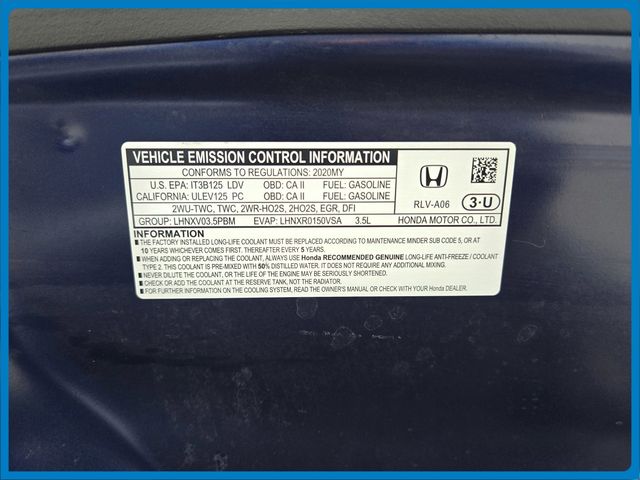 VEHICLE EMISSION CONTROL INFORMATION
CONFORMS TO REGULATIONS: 2020MY
U.S. EPA: IT3B125 LDV OBD: CA II FUEL: GASOLINE
CALIFORNIA: ULEV125 PC OBD: CA II FUEL: GASOLINE
2WU-TWC, TWC, 2WR-HO2S, 2HO2S, EGR, DFI
GROUP: LHNXV03.5PBM EVAP: LHNXR0150VSA 3.5L
RLV-A06 3·U
HONDA MOTOR CO., LTD.
INFORMATION
■ THE FACTORY INSTALLED LONG-LIFE COOLANT MUST BE REPLACED ACCORDING TO MAINTENANCE MINDER SUB CODE 5, OR AT
10 YEARS WHICHEVER COMES FIRST. THEREAFTER EVERY 5 YEARS.
■ WHEN ADDING OR REPLACING THE COOLANT, ALWAYS USE Honda RECOMMENDED GENUINE LONG-LIFE ANTI-FREEZE / COOLANT
TYPE 2. THIS COOLANT IS PRE-MIXED WITH 50% DISTILLED WATER. IT DOES NOT REQUIRE ANY ADDITIONAL MIXING.
■ NEVER DILUTE THE COOLANT, OR THE LIFE OF THE ENGINE MAY BE SERIOUSLY SHORTENED.
■ CHECK OR ADD THE COOLANT AT THE RESERVE TANK, NOT THE RADIATOR.
■ FOR FURTHER INFORMATION ON THE COOLING SYSTEM, READ THE OWNER'S MANUAL OR CHECK WITH YOUR Honda DEALER.